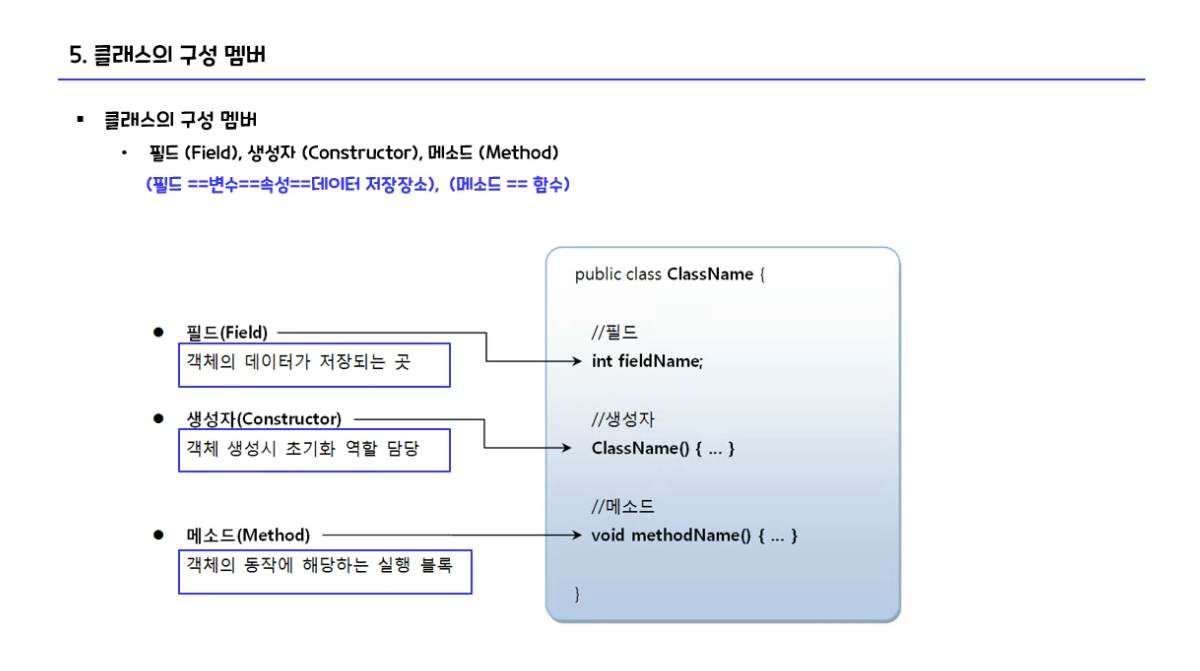 5. 클래스의 구성 멤버
▪ 클래스의 구성 멤버
• 필드 (Field), 생성자 (Constructor), 메소드 (Method)
(필드 ==변수==속성==데이터 저장장소), (메소드 == 함수)
public class ClassName {
● 필드(Field)
객체의 데이터가 저장되는 곳
//필드
int fieldName;
● 생성자(Constructor)
객체 생성시 초기화 역할 담당
//생성자
ClassName() { ... }
● 메소드(Method)
객체의 동작에 해당하는 실행 블록
//메소드
void methodName() { ... }
}